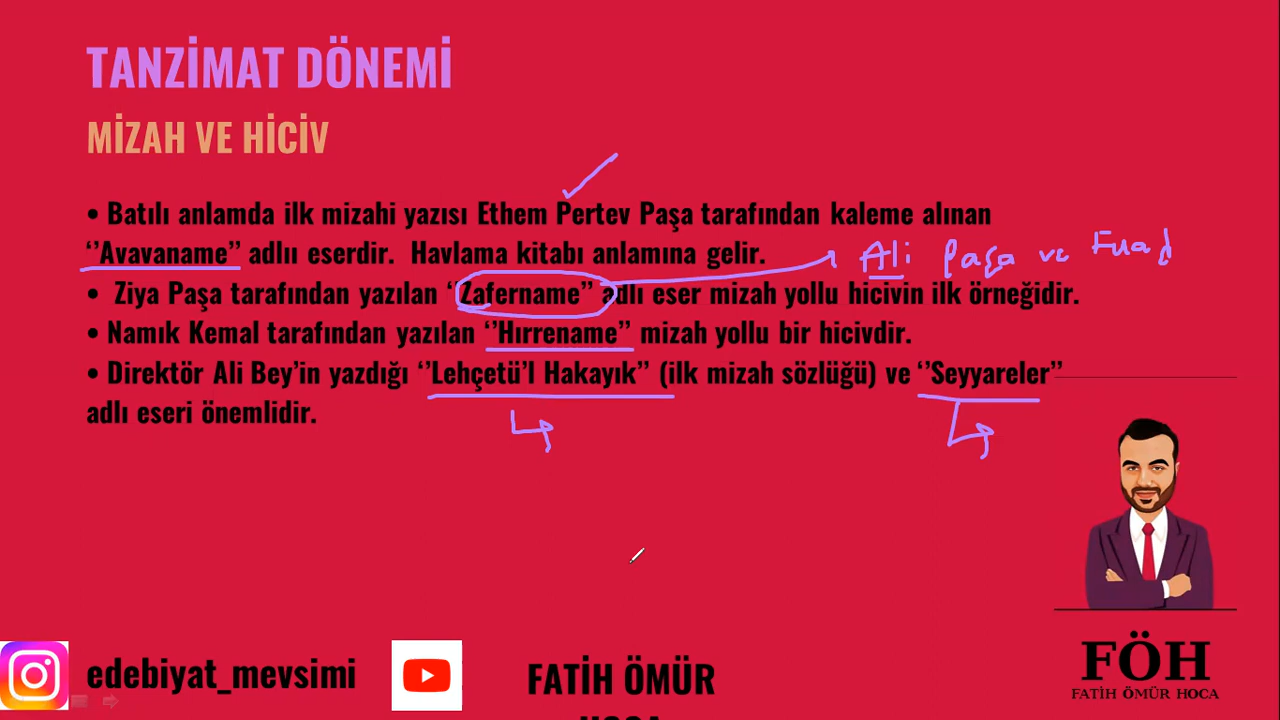 TANZİMAT DÖNEMİ
MİZAH VE HİCİV
• Batılı anlamda ilk mizahi yazısı Ethem Pertev Paşa tarafından kaleme alınan
‘’Avavaname’’ adlı eserdir. Havlama kitabı anlamına gelir.
Ali Paşa ve Fuad
• Ziya Paşa tarafından yazılan ‘’Zafername’’ adlı eser mizah yollu hicivin ilk örneğidir.
• Namık Kemal tarafından yazılan ‘’Hırrename’’ mizah yollu bir hicivdir.
• Direktör Ali Bey’in yazdığı ‘’Lehçetü’l Hakayık’’ (ilk mizah sözlüğü) ve ‘’Seyyareler’’
adlı eseri önemlidir.
edebiyat_mevsimi
FATİH ÖMÜR
HOCA
FÖH
FATİH ÖMÜR HOCA